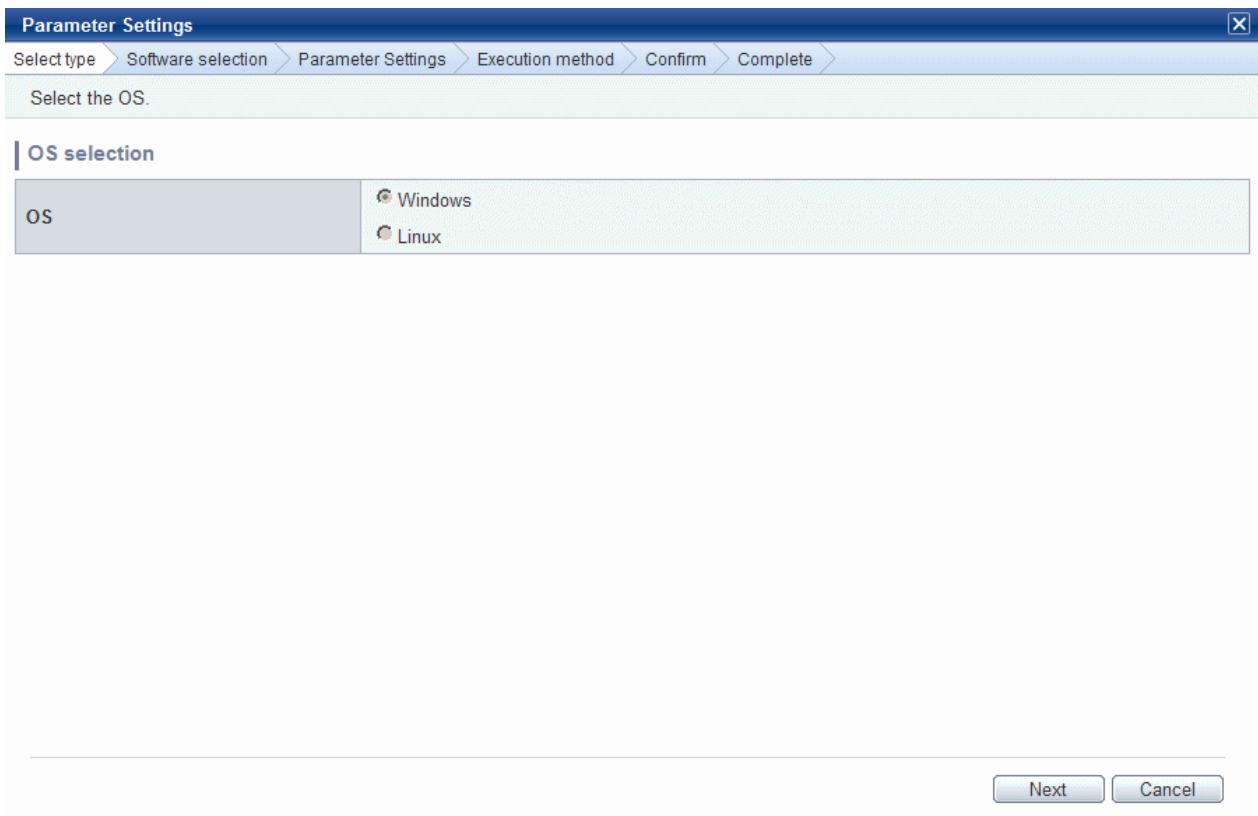 Parameter Settings
Select type Software selection Parameter Settings Execution method Confirm Complete
Select the OS.
OS selection
OS
Windows
Linux
Next Cancel